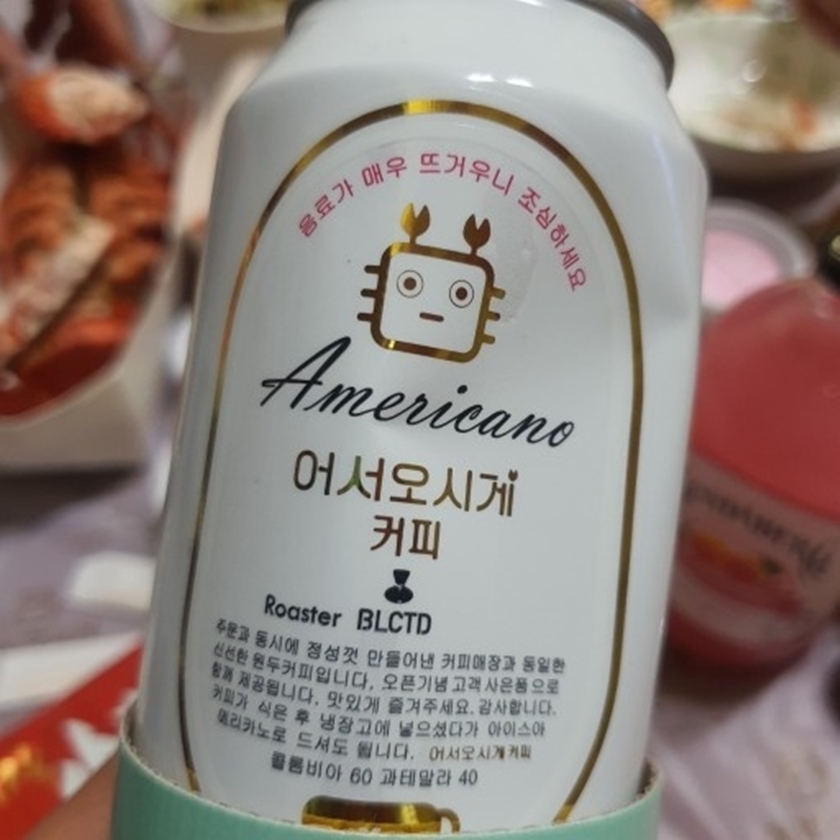 음료가 매우 뜨거우니 조심하세요
Americano
어서오시게
커피
Roaster BLCTD
주문과 동시에 정성껏 만들어낸 커피매장과 동일한
신선한 원두커피입니다, 오픈기념 고객 사은품으로
함께 제공됩니다. 맛있게 즐겨주세요. 감사합니다.
커피가 식은 후 냉장고에 넣으셨다가 아이스아
메리카노로 드셔도 됩니다. 어서오시게커피
콜롬비아 60 과테말라 40